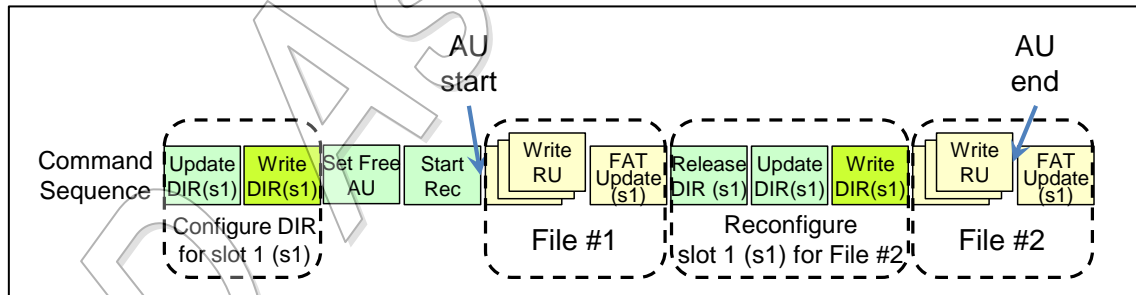 AU
start
AU
end
Command
Sequence
Update
DIR(s1)
Write
DIR(s1)
Set Free
AU
Start
Rec
Write
RU
FAT
Update
(s1)
Release
DIR (s1)
Update
DIR(s1)
Write
DIR(s1)
Write
RU
FAT
Update
(s1)
Configure DIR
for slot 1 (s1)
File #1
Reconfigure
slot 1 (s1) for File #2
File #2